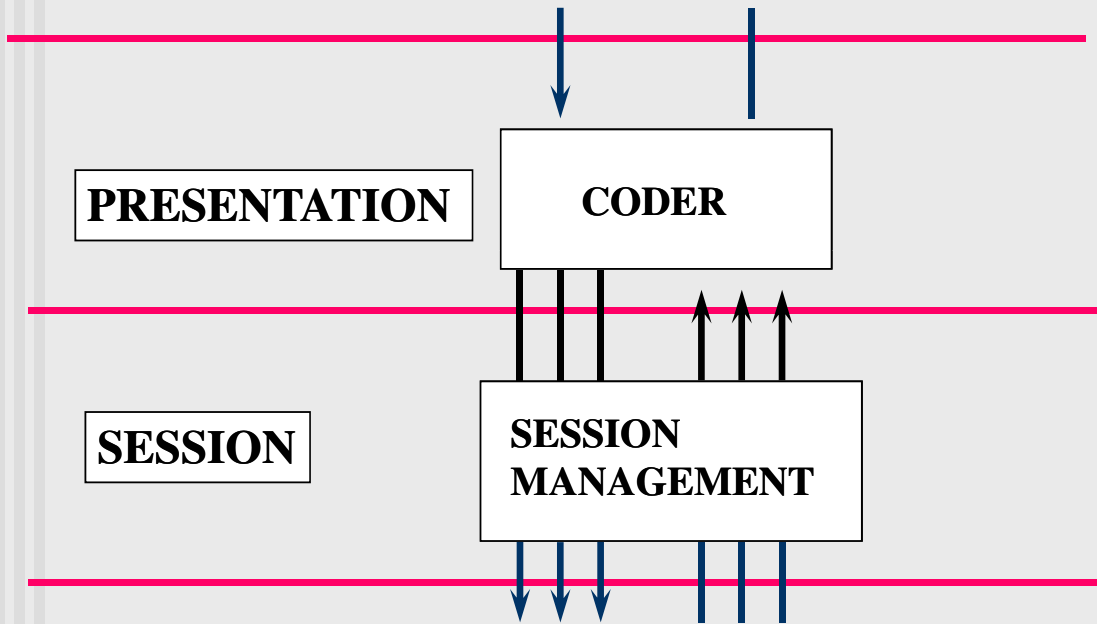 PRESENTATION
CODER
SESSION
SESSION
MANAGEMENT